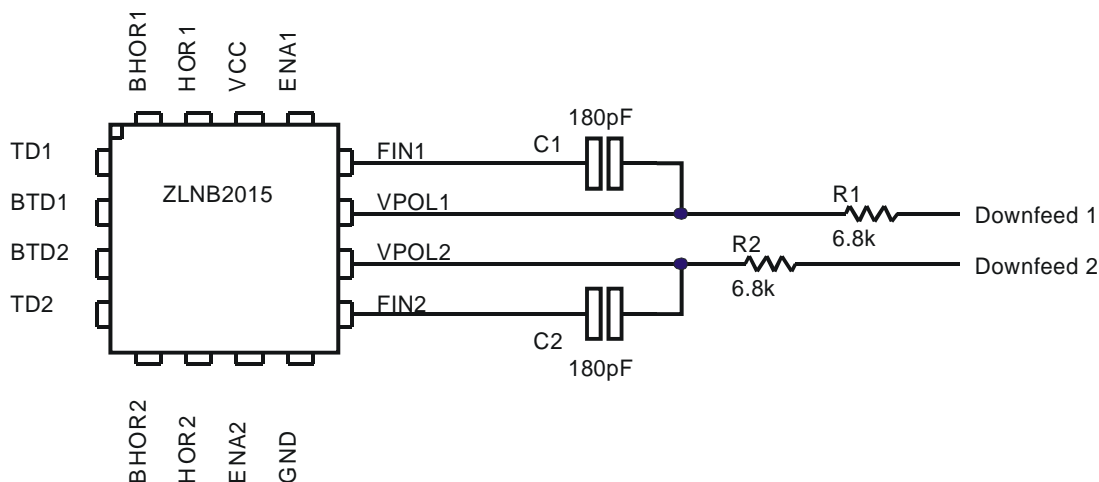 BHOR1
HOR1
VCC
ENA1
180pF
C1
TD1
FIN1
ZLNB2015
BTD1
VPOL1
R1
6.8k
Downfeed 1
BTD2
VPOL2
R2
6.8k
Downfeed 2
TD2
FIN2
C2
180pF
BHOR2
HOR2
ENA2
GND